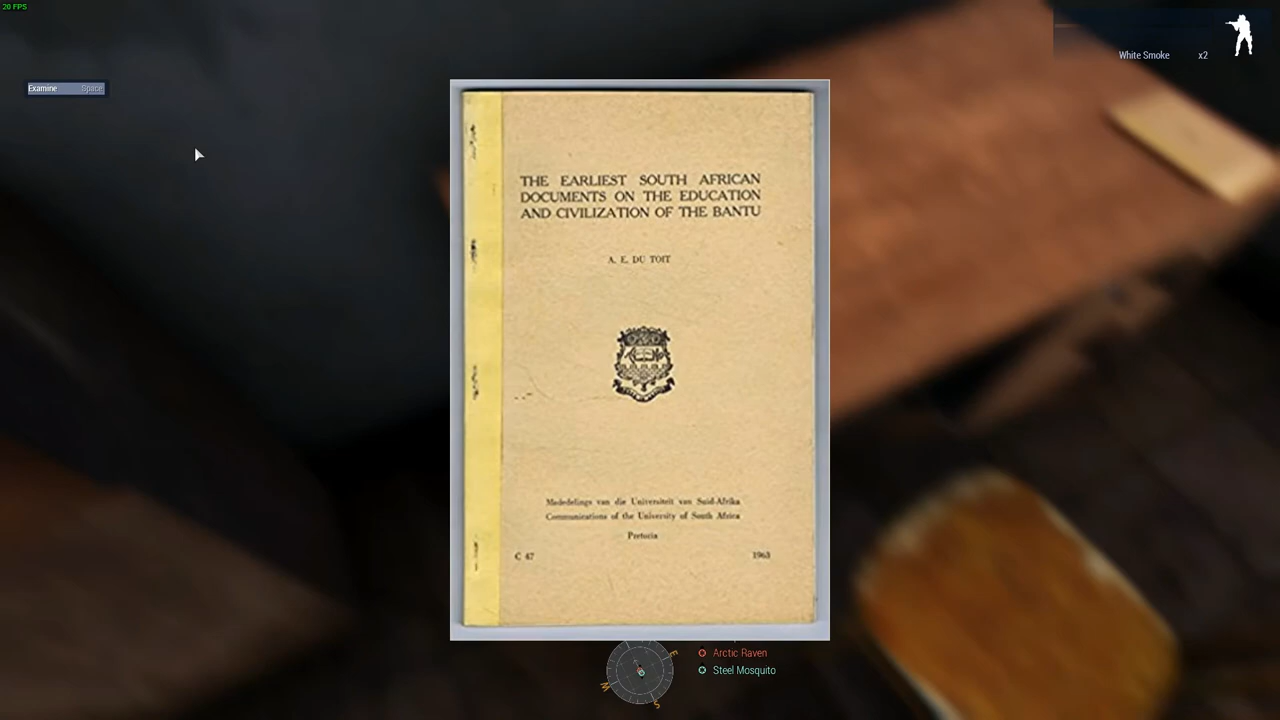 20 FPS
White Smoke x2
Examine Space
THE EARLIEST SOUTH AFRICAN
DOCUMENTS ON THE EDUCATION
AND CIVILIZATION OF THE BANTU
A. E. DU TOIT
Mededelings van die Universiteit van Suid-Afrika
Communications of the University of South Africa
Pretoria
C 47 1963
E
Arctic Raven
W
Steel Mosquito
S